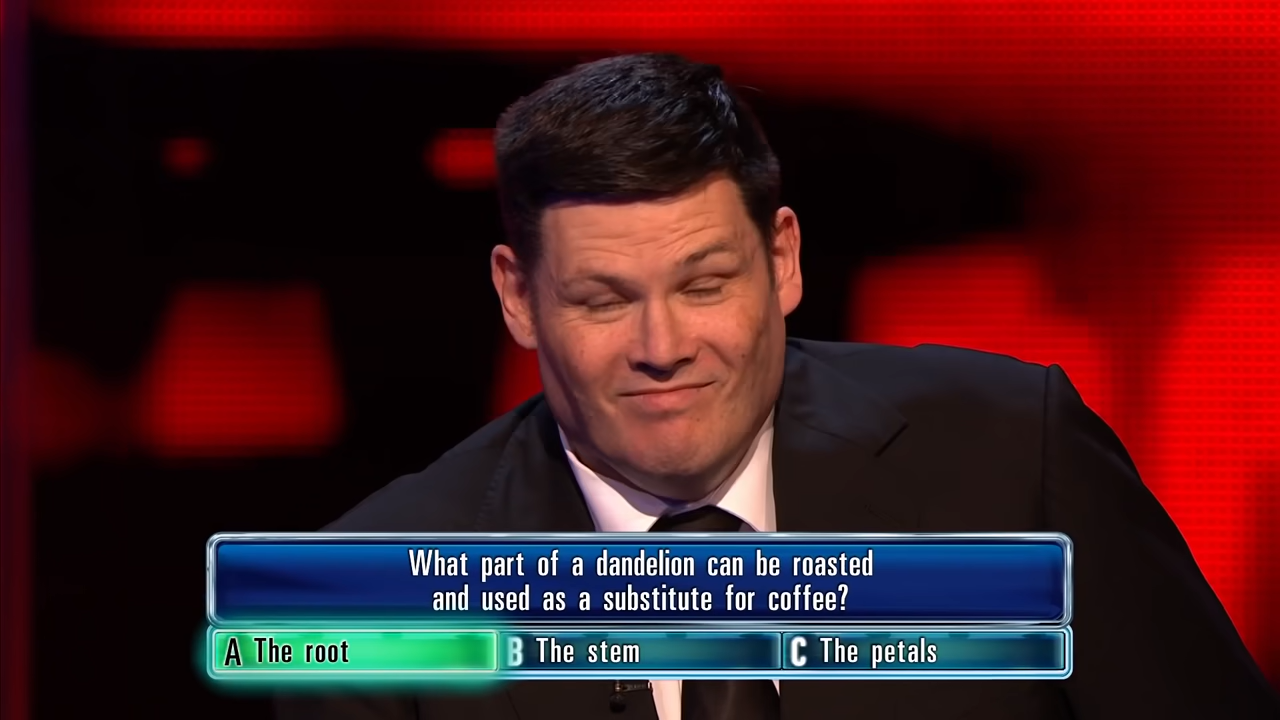 What part of a dandelion can be roasted
and used as a substitute for coffee?
A The root B The stem C The petals